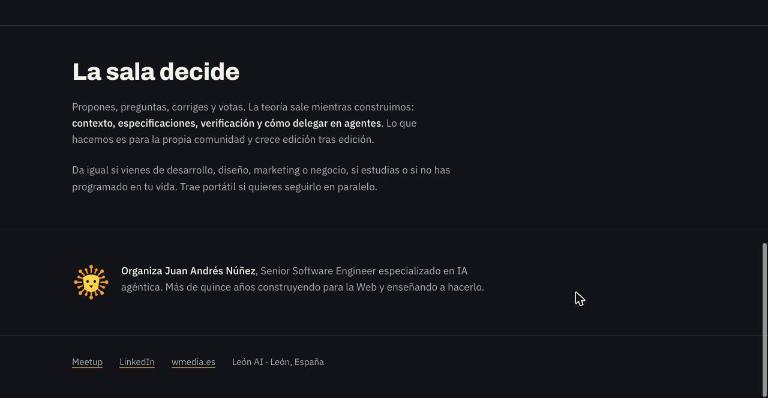 La sala decide
Propones, preguntas, corriges y votas. La teoría sale mientras construimos:
contexto, especificaciones, verificación y cómo delegar en agentes. Lo que
hacemos es para la propia comunidad y crece edición tras edición.
Da igual si vienes de desarrollo, diseño, marketing o negocio, si estudias o si no has
programado en tu vida. Trae portátil si quieres seguirlo en paralelo.
Organiza Juan Andrés Núñez, Senior Software Engineer especializado en IA
agéntica. Más de quince años construyendo para la Web y enseñando a hacerlo.
Meetup LinkedIn wmedia.es León AI · León, España